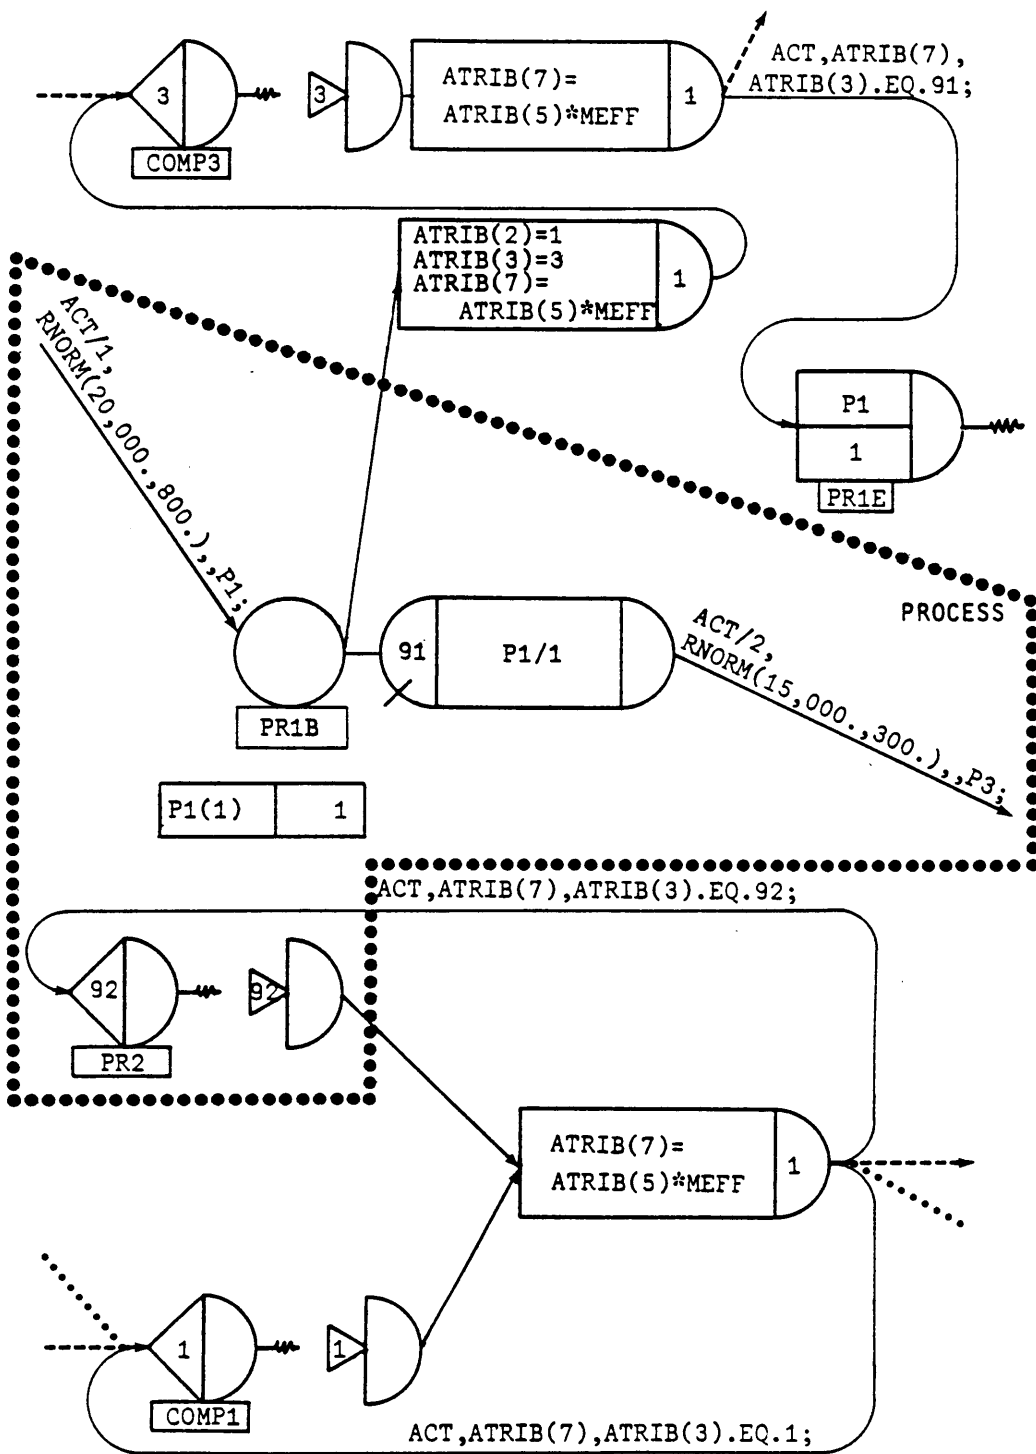 ACT,ATRIB(7),
ATRIB(3).EQ.91;
3
3
ATRIB(7)=
ATRIB(5)*MEFF
1
COMP3
ATRIB(2)=1
ATRIB(3)=3
ATRIB(7)=
ATRIB(5)*MEFF
1
ACT/1,
RNORM(20,000.,800.),,P1;
P1
1
PR1E
PROCESS
91
P1/1
ACT/2,
RNORM(15,000.,300.),,P3;
PR1B
P1(1)
1
ACT,ATRIB(7),ATRIB(3).EQ.92;
92
92
PR2
ATRIB(7)=
ATRIB(5)*MEFF
1
1
1
COMP1
ACT,ATRIB(7),ATRIB(3).EQ.1;